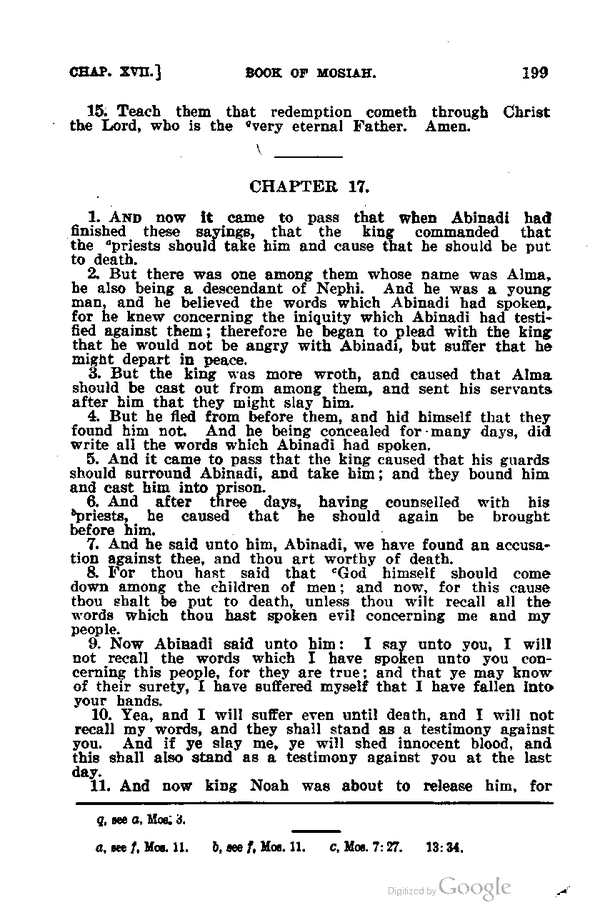 CHAP. XVII.] BOOK OF MOSIAH. 199
15. Teach them that redemption cometh through Christ
the Lord, who is the qvery eternal Father. Amen.
CHAPTER 17.
1. AND now it came to pass that when Abinadi had
finished these sayings, that the king commanded that
the apriests should take him and cause that he should be put
to death.
2. But there was one among them whose name was Alma,
he also being a descendant of Nephi. And he was a young
man, and he believed the words which Abinadi had spoken,
for he knew concerning the iniquity which Abinadi had testi-
fied against them; therefore he began to plead with the king
that he would not be angry with Abinadi, but suffer that he
might depart in peace.
3. But the king was more wroth, and caused that Alma
should be cast out from among them, and sent his servants
after him that they might slay him.
4. But he fled from before them, and hid himself that they
found him not. And he being concealed for many days, did
write all the words which Abinadi had spoken.
5. And it came to pass that the king caused that his guards
should surround Abinadi, and take him; and they bound him
and cast him into prison.
6. And after three days, having counselled with his
bpriests, he caused that he should again be brought
before him.
7. And he said unto him, Abinadi, we have found an accusa-
tion against thee, and thou art worthy of death.
8. For thou hast said that cGod himself should come
down among the children of men; and now, for this cause
thou shalt be put to death, unless thou wilt recall all the
words which thou hast spoken evil concerning me and my
people.
9. Now Abinadi said unto him: I say unto you, I will
not recall the words which I have spoken unto you con-
cerning this people, for they are true; and that ye may know
of their surety, I have suffered myself that I have fallen into
your hands.
10. Yea, and I will suffer even until death, and I will not
recall my words, and they shall stand as a testimony against
you. And if ye slay me, ye will shed innocent blood, and
this shall also stand as a testimony against you at the last
day.
11. And now king Noah was about to release him, for
q, see a, Mos. 3.
a, see f, Mos. 11. b, see f, Mos. 11. c, Mos. 7:27. 13:34.
Digitized by Google